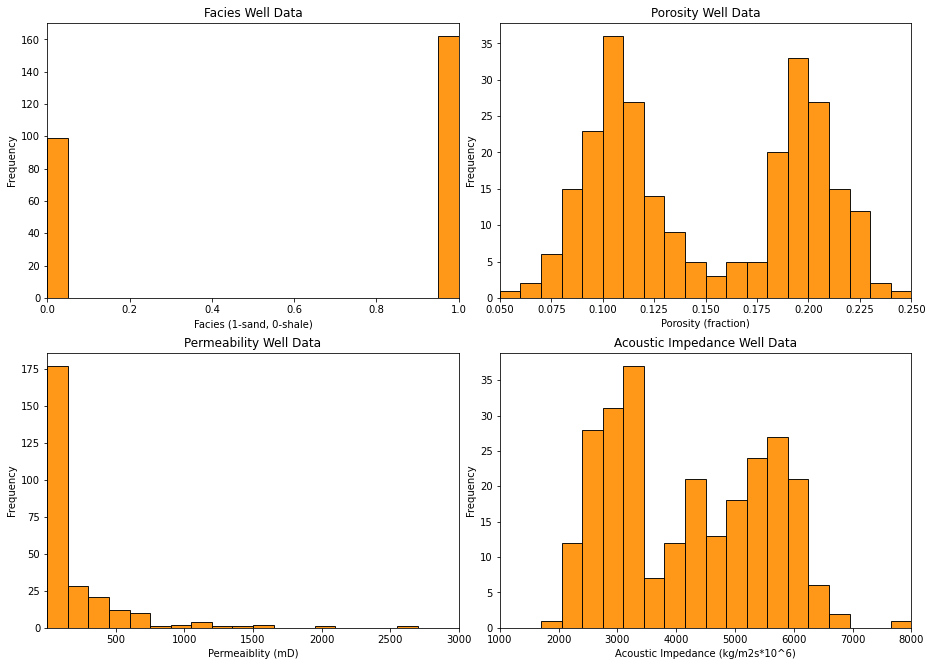 Facies Well Data
Frequency
0
20
40
60
80
100
120
140
160
0.0 0.2 0.4 0.6 0.8 1.0
Facies (1-sand, 0-shale)
Porosity Well Data
Frequency
0
5
10
15
20
25
30
35
0.050 0.075 0.100 0.125 0.150 0.175 0.200 0.225 0.250
Porosity (fraction)
Permeability Well Data
Frequency
0
25
50
75
100
125
150
175
500 1000 1500 2000 2500 3000
Permeaiblity (mD)
Acoustic Impedance Well Data
Frequency
0
5
10
15
20
25
30
35
1000 2000 3000 4000 5000 6000 7000 8000
Acoustic Impedance (kg/m2s*10^6)